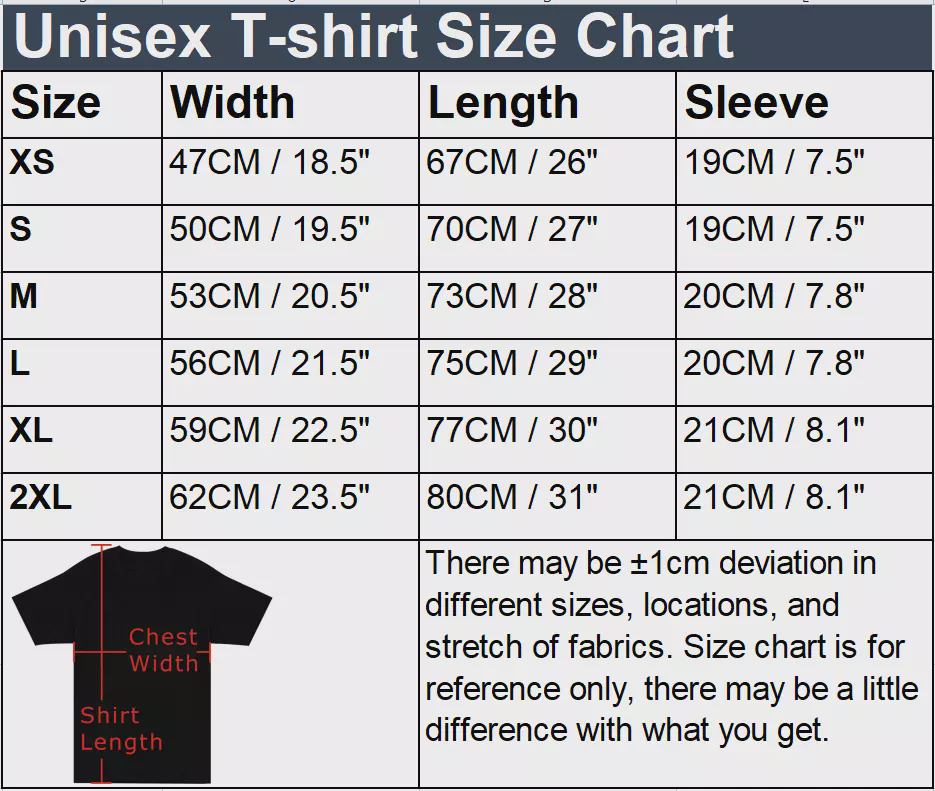 Unisex T-shirt Size Chart
Size Width Length Sleeve
XS 47CM / 18.5" 67CM / 26" 19CM / 7.5"
S 50CM / 19.5" 70CM / 27" 19CM / 7.5"
M 53CM / 20.5" 73CM / 28" 20CM / 7.8"
L 56CM / 21.5" 75CM / 29" 20CM / 7.8"
XL 59CM / 22.5" 77CM / 30" 21CM / 8.1"
2XL 62CM / 23.5" 80CM / 31" 21CM / 8.1"
Chest
Width
Shirt
Length
There may be ±1cm deviation in
different sizes, locations, and
stretch of fabrics. Size chart is for
reference only, there may be a little
difference with what you get.